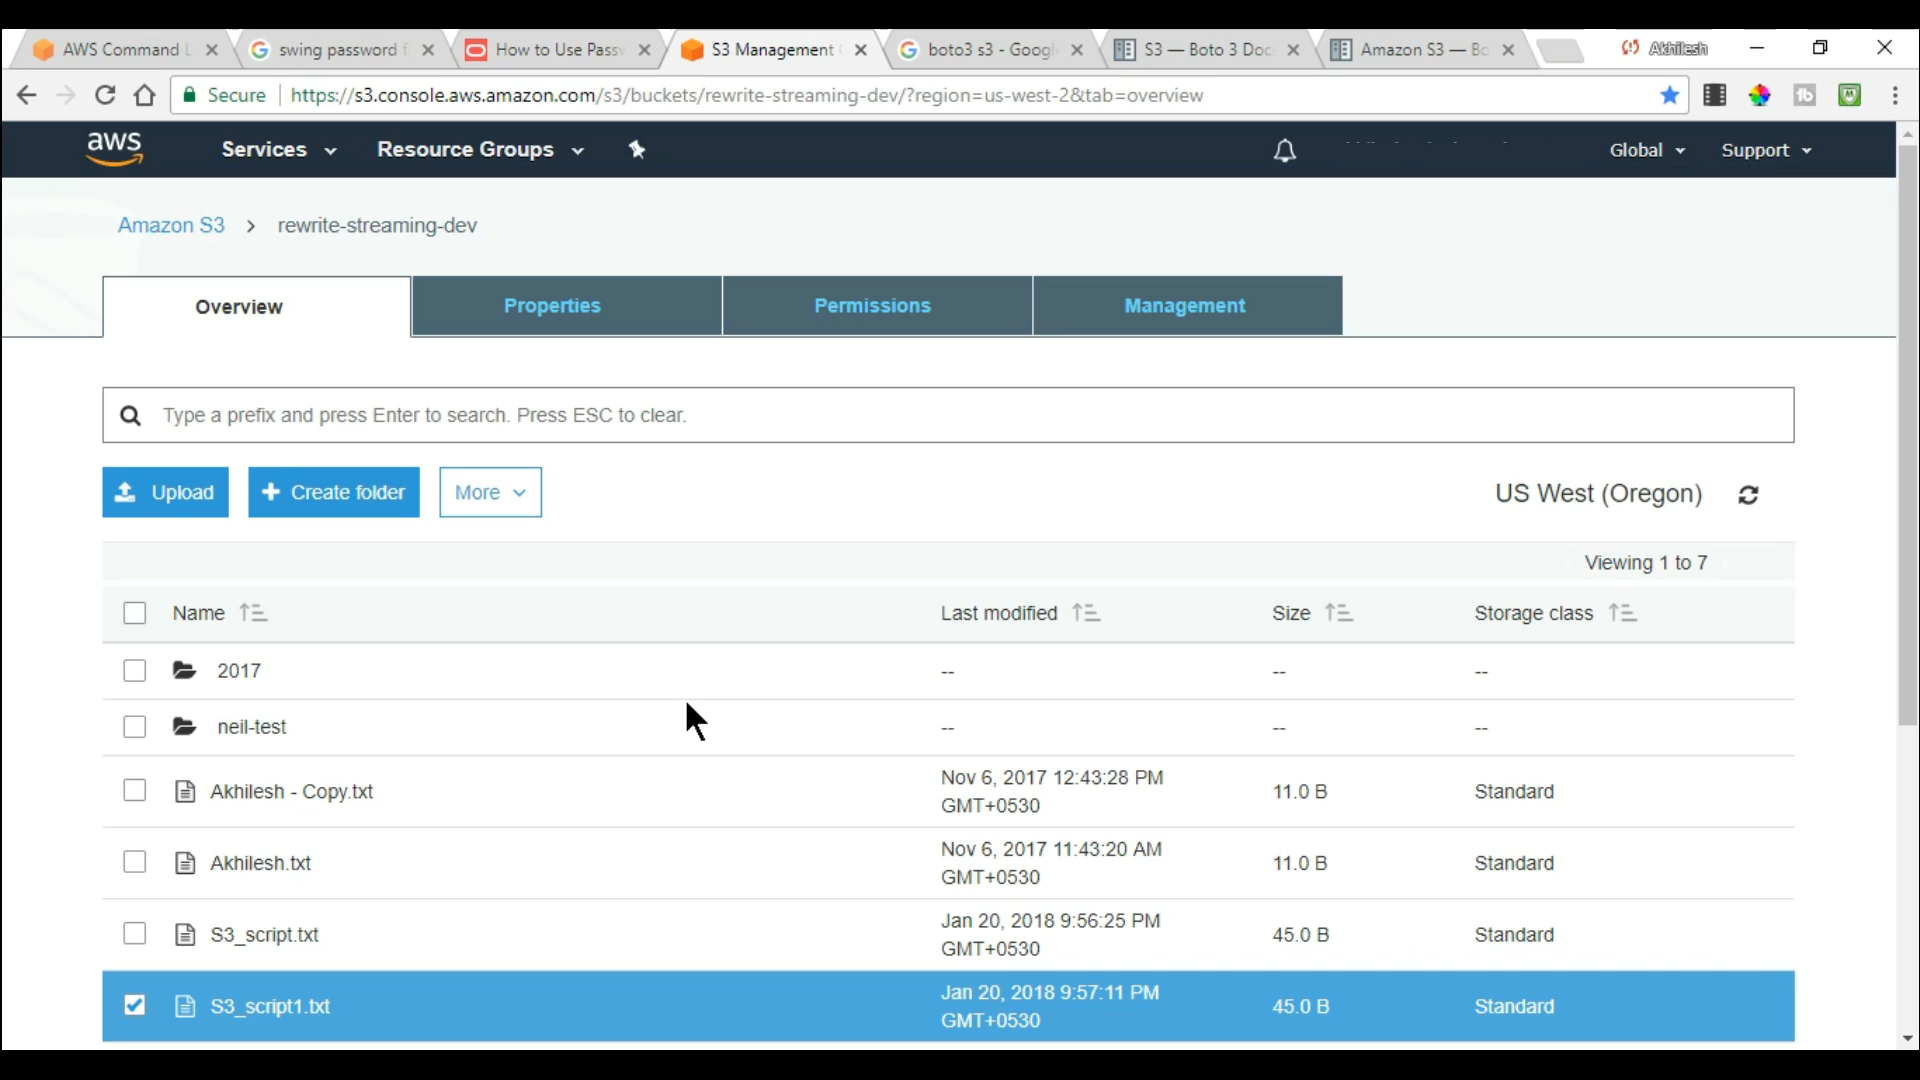 AWS Command L
swing password f
How to Use Passw
S3 Management C
boto3 s3 - Googl
S3 — Boto 3 Doc
Amazon S3 — Bo
Akhilesh
Secure
https://s3.console.aws.amazon.com/s3/buckets/rewrite-streaming-dev/?region=us-west-2&tab=overview
aws
Services
Resource Groups
Global
Support
Amazon S3 > rewrite-streaming-dev
Overview
Properties
Permissions
Management
Type a prefix and press Enter to search. Press ESC to clear.
Upload
+ Create folder
More
US West (Oregon)
Viewing 1 to 7
Name
Last modified
Size
Storage class
2017 -- -- --
neil-test -- -- --
Akhilesh - Copy.txt
Nov 6, 2017 12:43:28 PM
GMT+0530
11.0 B
Standard
Akhilesh.txt
Nov 6, 2017 11:43:20 AM
GMT+0530
11.0 B
Standard
S3_script.txt
Jan 20, 2018 9:56:25 PM
GMT+0530
45.0 B
Standard
S3_script1.txt
Jan 20, 2018 9:57:11 PM
GMT+0530
45.0 B
Standard